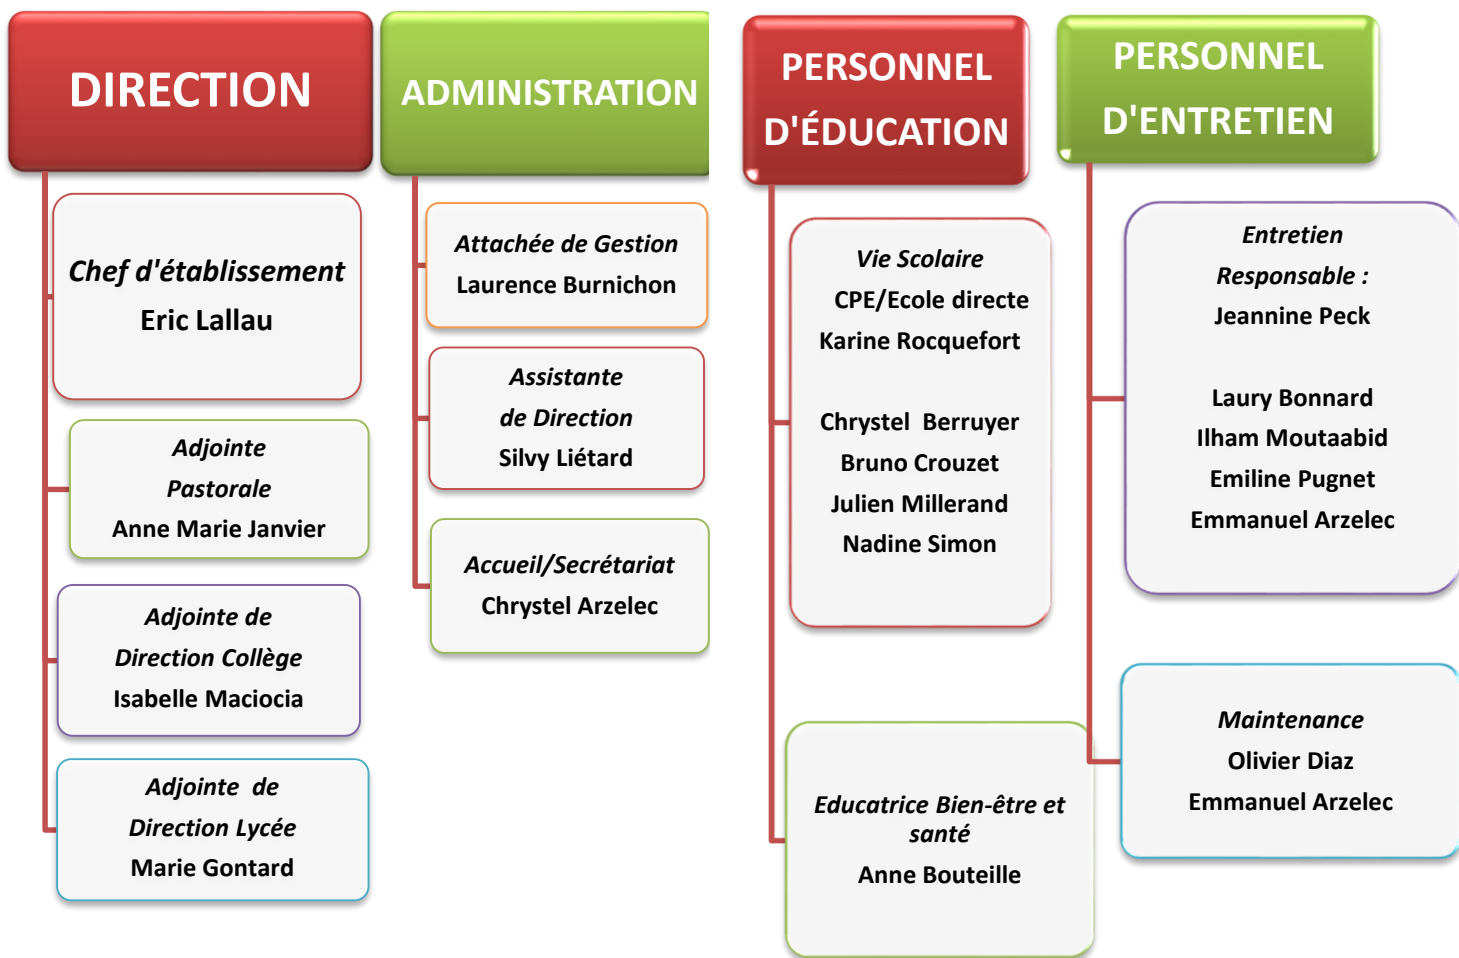 DIRECTION
Chef d'établissement
Eric Lallau
Adjointe
Pastorale
Anne Marie Janvier
Adjointe de
Direction Collège
Isabelle Maciocia
Adjointe de
Direction Lycée
Marie Gontard
ADMINISTRATION
Attachée de Gestion
Laurence Burnichon
Assistante
de Direction
Silvy Liétard
Accueil/Secrétariat
Chrystel Arzelec
PERSONNEL
D'ÉDUCATION
Vie Scolaire
CPE/Ecole directe
Karine Rocquefort
Chrystel Berruyer
Bruno Crouzet
Julien Millerand
Nadine Simon
Educatrice Bien-être et
santé
Anne Bouteille
PERSONNEL
D'ENTRETIEN
Entretien
Responsable :
Jeannine Peck
Laury Bonnard
Ilham Moutaabid
Emiline Pugnet
Emmanuel Arzelec
Maintenance
Olivier Diaz
Emmanuel Arzelec